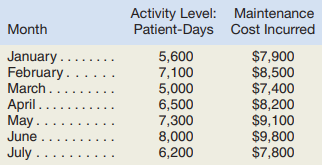 Activity Level: Maintenance
Month Patient-Days Cost Incurred
January . . . . . . . . 5,600 $7,900
February . . . . . . 7,100 $8,500
March . . . . . . . . . 5,000 $7,400
April . . . . . . . . . . . 6,500 $8,200
May . . . . . . . . . . . 7,300 $9,100
June . . . . . . . . . . 8,000 $9,800
July . . . . . . . . . . . 6,200 $7,800